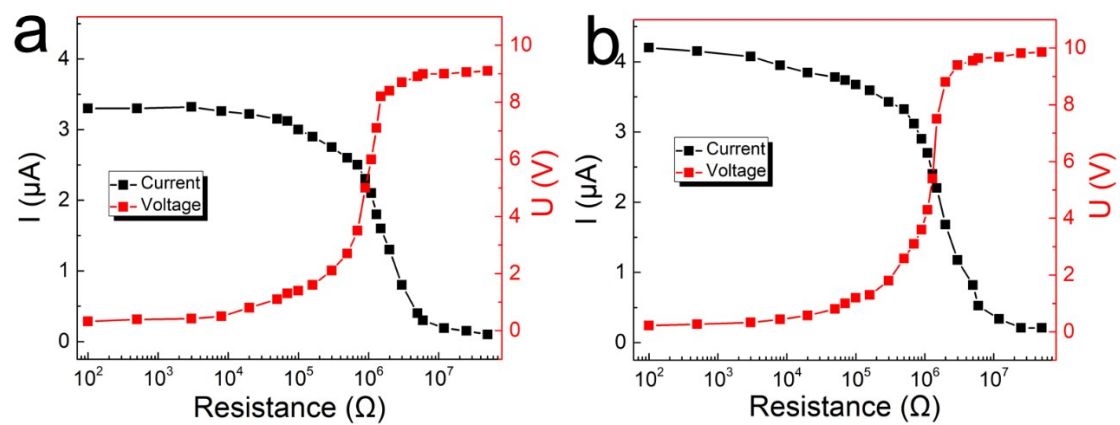 a
I (μA)
4
3
2
1
0
Current
Voltage
10
8
6
4
2
0
U (V)
10² 10³ 10⁴ 10⁵ 10⁶ 10⁷
Resistance (Ω)
b
I (μA)
4
3
2
1
0
Current
Voltage
10
8
6
4
2
0
U (V)
10² 10³ 10⁴ 10⁵ 10⁶ 10⁷
Resistance (Ω)